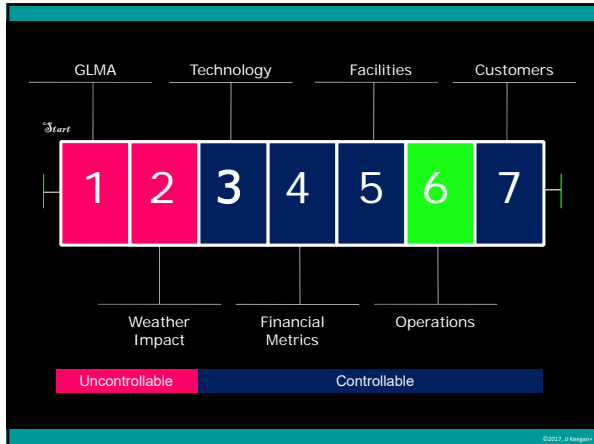 GLMA
Technology
Facilities
Customers
Start
1 2 3 4 5 6 7
Weather
Impact
Financial
Metrics
Operations
Uncontrollable
Controllable
©2017, JJ Keegan+